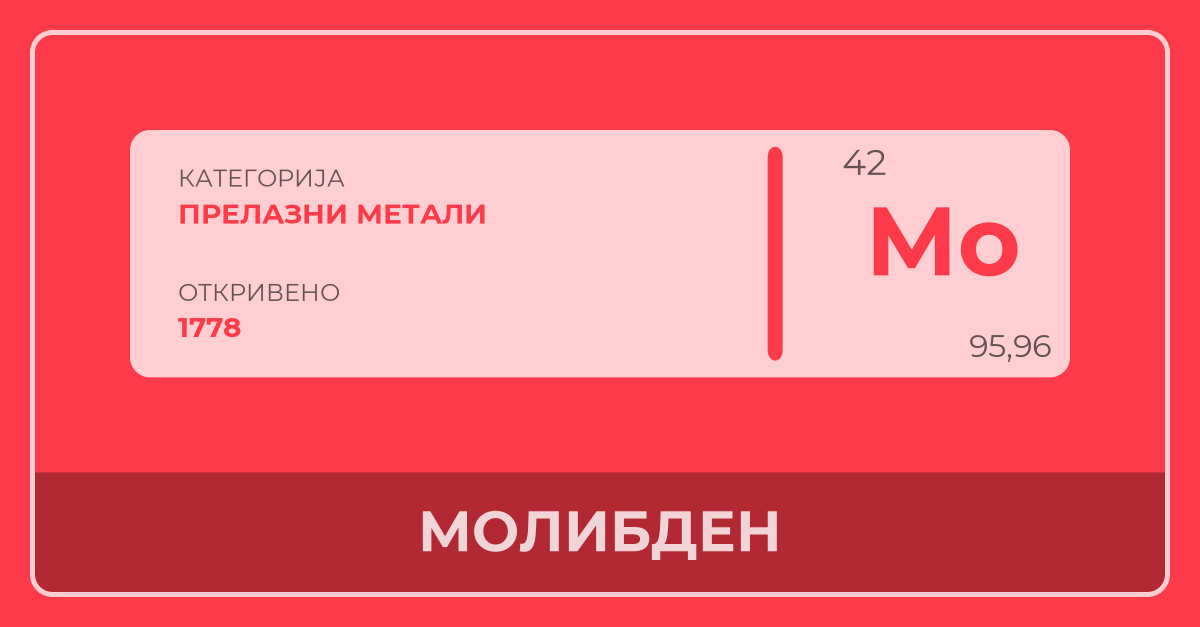 КАТЕГОРИЈА
ПРЕЛАЗНИ МЕТАЛИ
ОТКРИВЕНО
1778
42
Mo
95,96
МОЛИБДЕН